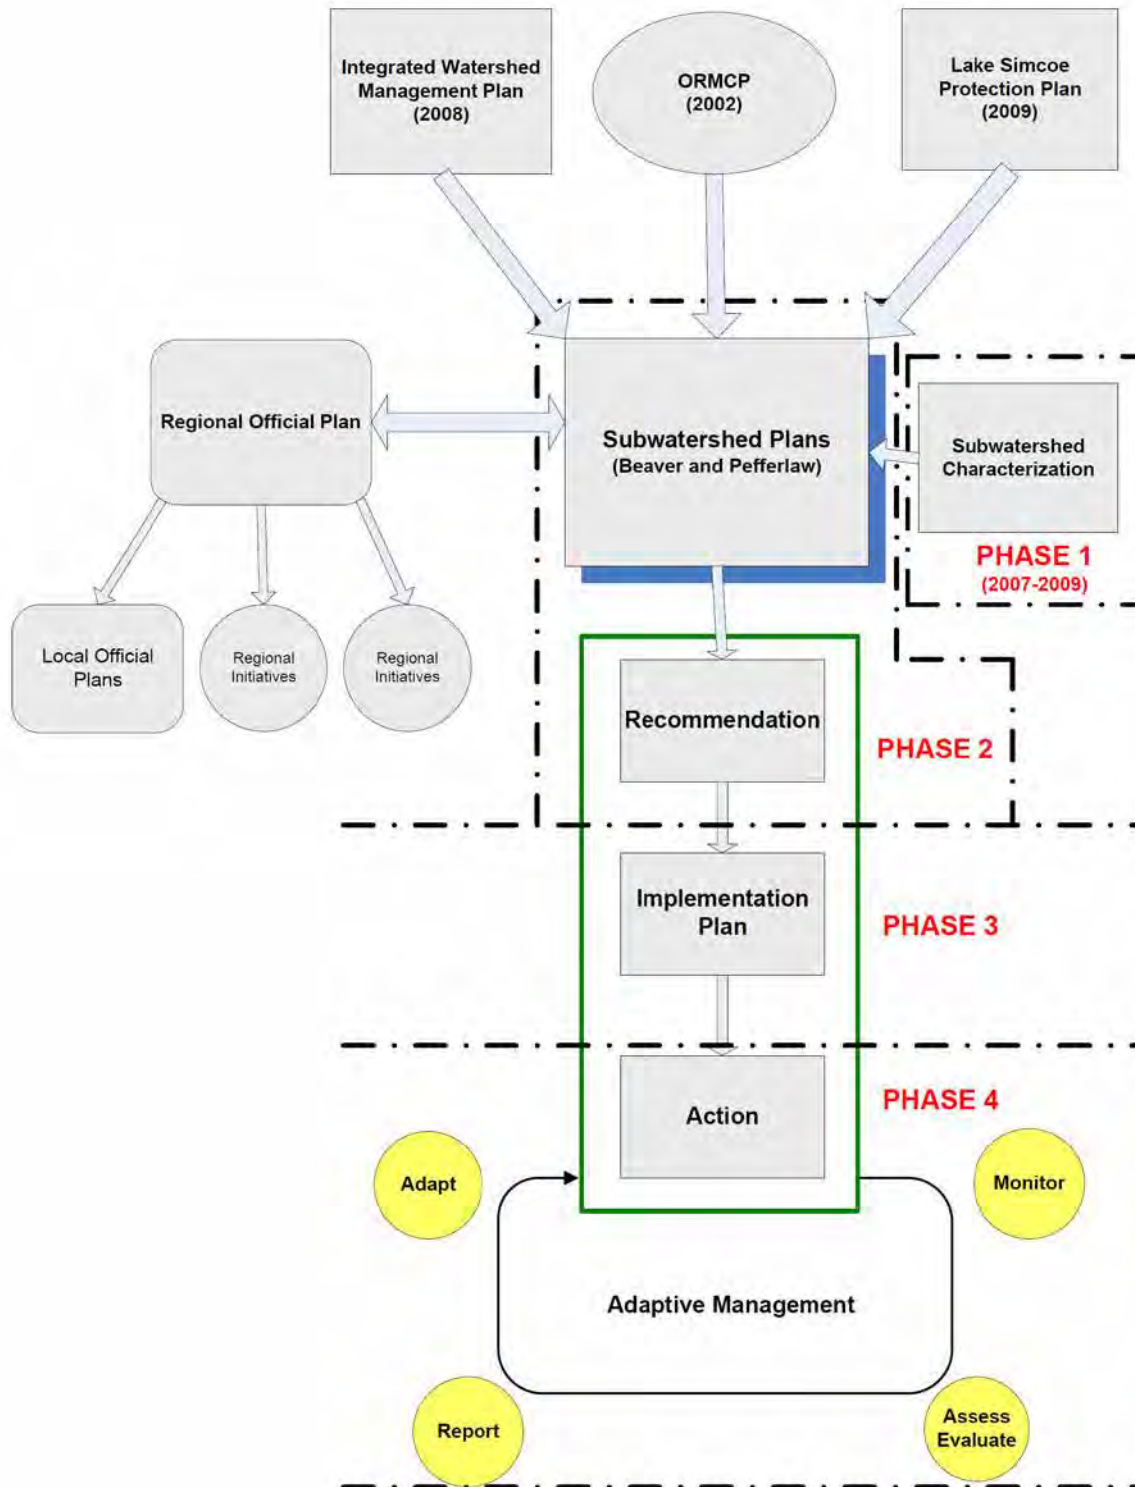 Integrated Watershed
Management Plan
(2008)
ORMCP
(2002)
Lake Simcoe
Protection Plan
(2009)
Regional Official Plan
Subwatershed Plans
(Beaver and Pefferlaw)
Subwatershed
Characterization
PHASE 1
(2007-2009)
Local Official
Plans
Regional
Initiatives
Regional
Initiatives
Recommendation
PHASE 2
Implementation
Plan
PHASE 3
Action
PHASE 4
Adapt
Monitor
Adaptive Management
Report
Assess
Evaluate